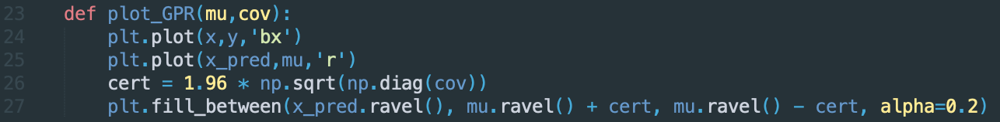 23 def plot_GPR(mu,cov):
24     plt.plot(x,y,'bx')
25     plt.plot(x_pred,mu,'r')
26     cert = 1.96 * np.sqrt(np.diag(cov))
27     plt.fill_between(x_pred.ravel(), mu.ravel() + cert, mu.ravel() - cert, alpha=0.2)